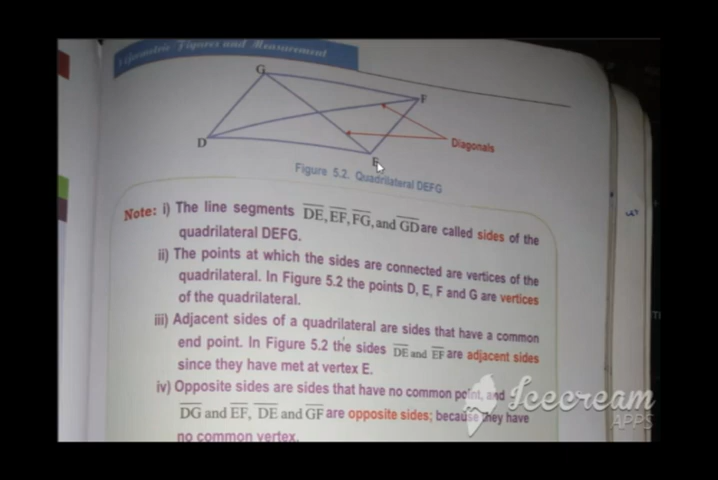 5 Geometric Figures and Measurement
G
F
D
E
Diagonals
Figure 5.2. Quadrilateral DEFG
Note: i) The line segments DE, EF, FG, and GD are called sides of the
quadrilateral DEFG.
ii) The points at which the sides are connected are vertices of the
quadrilateral. In Figure 5.2 the points D, E, F and G are vertices
of the quadrilateral.
iii) Adjacent sides of a quadrilateral are sides that have a common
end point. In Figure 5.2 the sides DE and EF are adjacent sides
since they have met at vertex E.
iv) Opposite sides are sides that have no common point, and
DG and EF, DE and GF are opposite sides; because they have
no common vertex.
Icecream
APPS